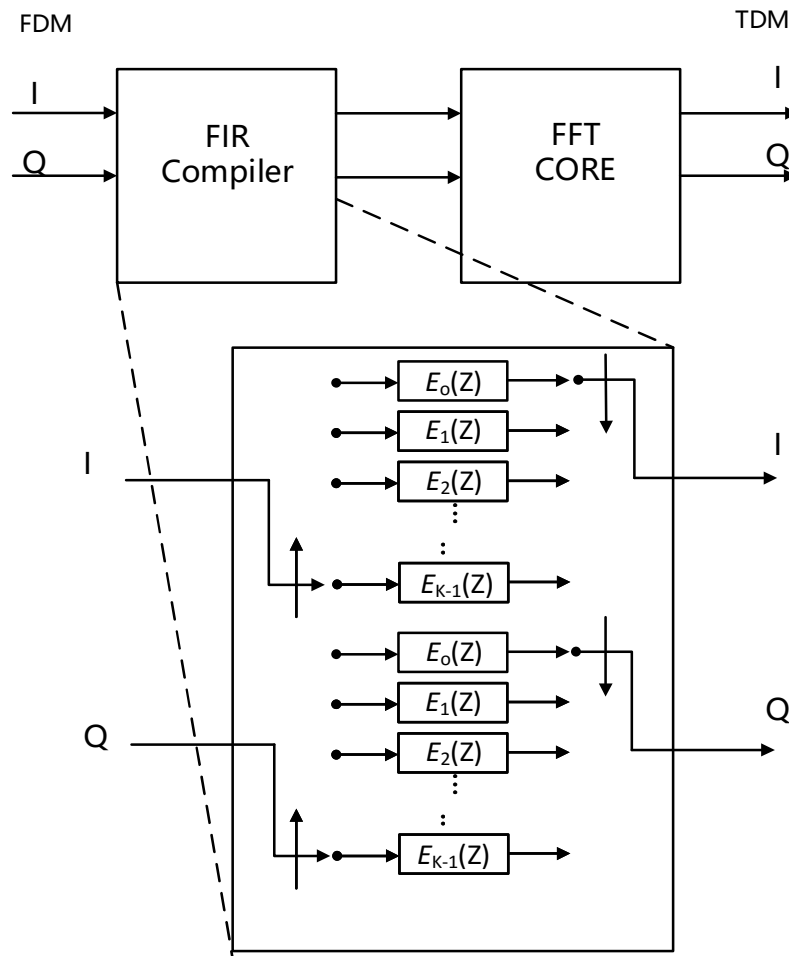 FDM
TDM
I
I
FIR
Compiler
FFT
CORE
Q
Q
Eo(Z)
E1(Z)
E2(Z)
EK-1(Z)
I
I
Eo(Z)
E1(Z)
E2(Z)
EK-1(Z)
Q
Q